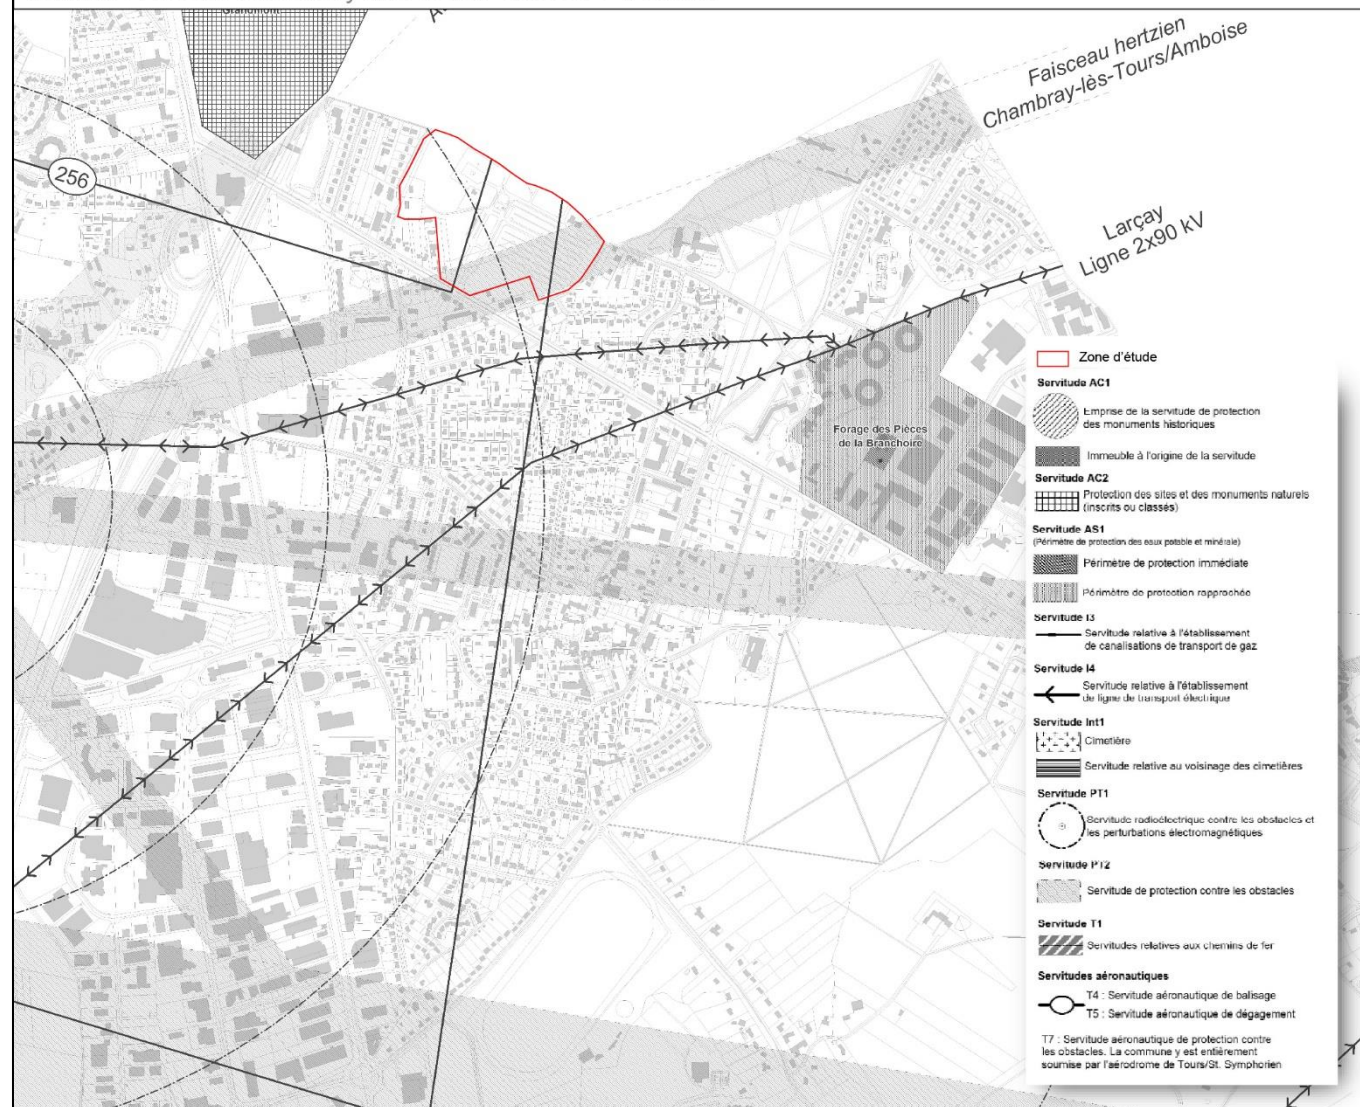 Grandmont
Faisceau hertzien
Chambray-lès-Tours/Amboise
256
Larçay
Ligne 2x90 kV
Forage des Pièces
de la Branchoire
Zone d'étude
Servitude AC1
Emprise de la servitude de protection
des monuments historiques
Immeuble à l'origine de la servitude
Servitude AC2
Protection des sites et des monuments naturels
(inscrits ou classés)
Servitude AS1
(Périmètre de protection des eaux potable et minérale)
Périmètre de protection immédiate
Périmètre de protection rapprochée
Servitude I3
Servitude relative à l'établissement
de canalisations de transport de gaz
Servitude I4
Servitude relative à l'établissement
de ligne de transport électrique
Servitude Int1
Cimetière
Servitude relative au voisinage des cimetières
Servitude PT1
Servitude radioélectrique contre les obstacles et
les perturbations électromagnétiques
Servitude PT2
Servitude de protection contre les obstacles
Servitude T1
Servitudes relatives aux chemins de fer
Servitudes aéronautiques
T4 : Servitude aéronautique de balisage
T5 : Servitude aéronautique de dégagement
T7 : Servitude aéronautique de protection contre
les obstacles. La commune y est entièrement
soumise par l'aérodrome de Tours/St. Symphorien